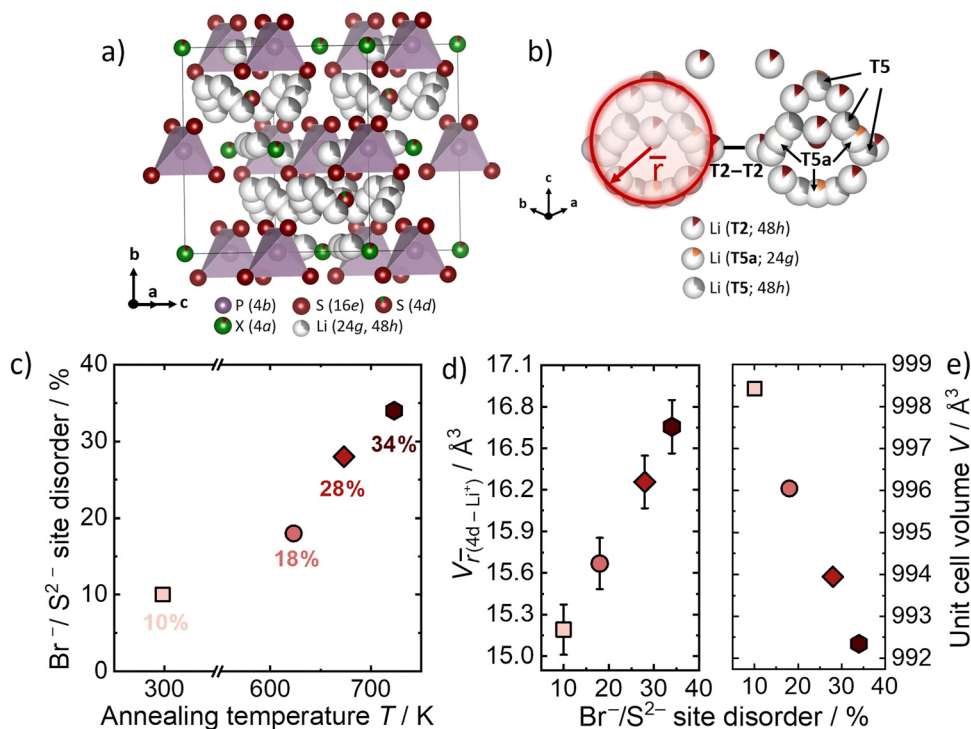 a)
b
a
c
P (4b)
S (16e)
S (4d)
X (4a)
Li (24g, 48h)
b)
T5
T5a
T2–T2
r̅
c
b
a
Li (T2; 48h)
Li (T5a; 24g)
Li (T5; 48h)
c)
Br⁻/S²⁻ site disorder / %
40
30
20
10
0
10%
18%
28%
34%
300
600
700
Annealing temperature T / K
d)
V r̅(4d – Li⁺) / Å³
17.1
16.8
16.5
16.2
15.9
15.6
15.3
15.0
10 20 30 40
e)
10 20 30 40
999
998
997
996
995
994
993
992
Unit cell volume V / Å³
Br⁻/S²⁻ site disorder / %